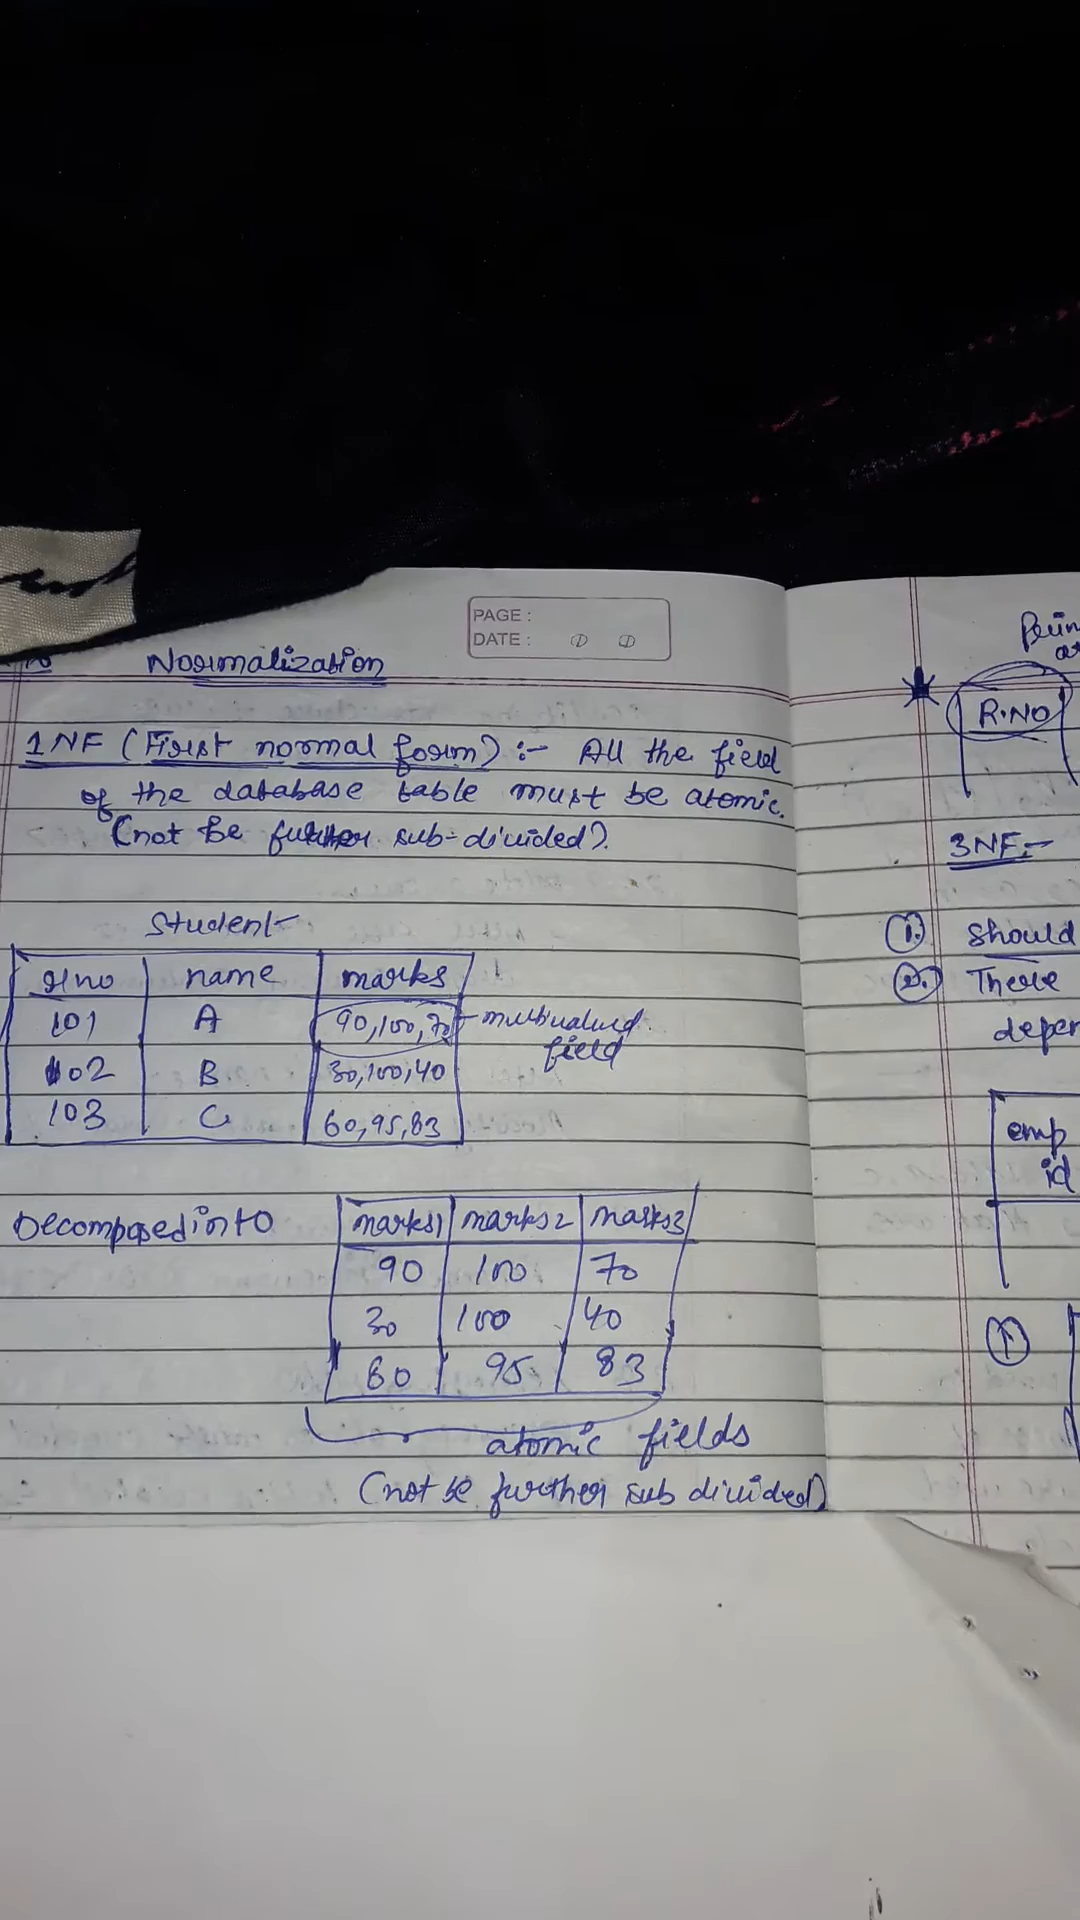 PAGE :
DATE :
Normalization
1NF (First normal form) :- All the field
of the database table must be atomic.
(not be further sub-divided).
Student
rno name marks
101 A 90,100,70 - multivalued
field
102 B 30,100,40
103 C 60,95,83
Decomposed into
marks1 marks2 marks3
90 100 70
30 100 40
60 95 83
atomic fields
(not be further sub divided)
R.NO
3NF:-
1. Should
2. There
emp
id
1